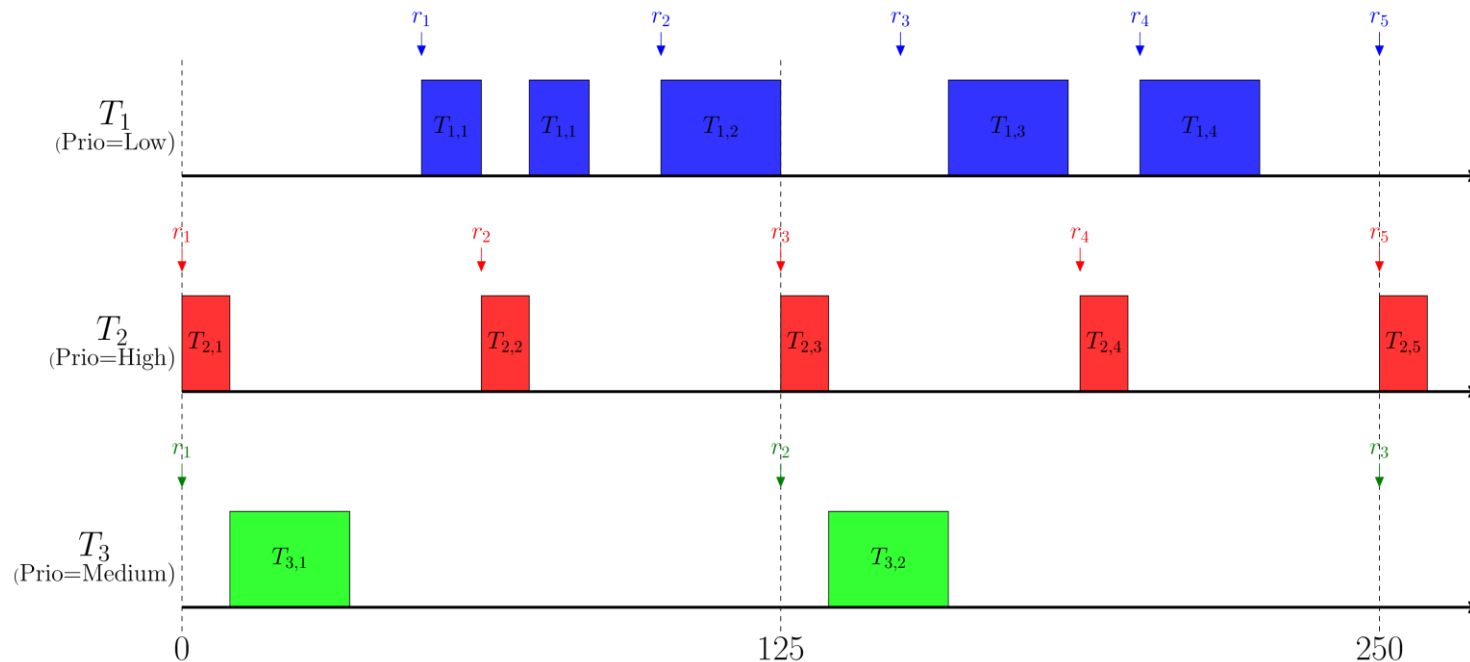 r1 r2 r3 r4 r5
T1
(Prio=Low)
T1,1 T1,1 T1,2 T1,3 T1,4
r1 r2 r3 r4 r5
T2
(Prio=High)
T2,1 T2,2 T2,3 T2,4 T2,5
r1 r2 r3
T3
(Prio=Medium)
T3,1 T3,2
0 125 250